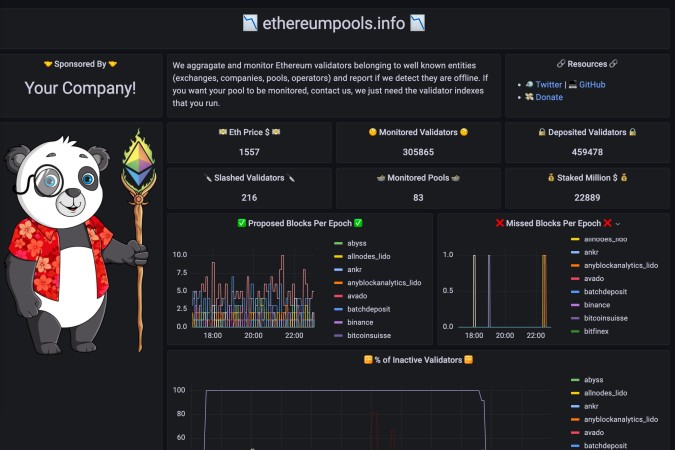 ethereumpools.info
Sponsored By
Your Company!
We aggragate and monitor Ethereum validators belonging to well known entities
(exchanges, companies, pools, operators) and report if we detect they are offline. If
you want your pool to be monitored, contact us, we just need the validator indexes
that you run.
Resources
Twitter | GitHub
Donate
Eth Price $
1557
Monitored Validators
305865
Deposited Validators
459478
Slashed Validators
216
Monitored Pools
83
Staked Million $
22889
Proposed Blocks Per Epoch
10.0
7.5
5.0
2.5
0.0
18:00 20:00 22:00
abyss
allnodes_lido
ankr
anyblockanalytics_lido
avado
batchdeposit
binance
bitcoinsuisse
Missed Blocks Per Epoch
1.0
0.5
0.0
18:00 20:00 22:00
allnodes_lido
ankr
anyblockanalytics_lido
avado
batchdeposit
binance
bitcoinsuisse
bitfinex
% of Inactive Validators
100
80
60
abyss
allnodes_lido
ankr
anyblockanalytics_lido
avado
batchdeposit